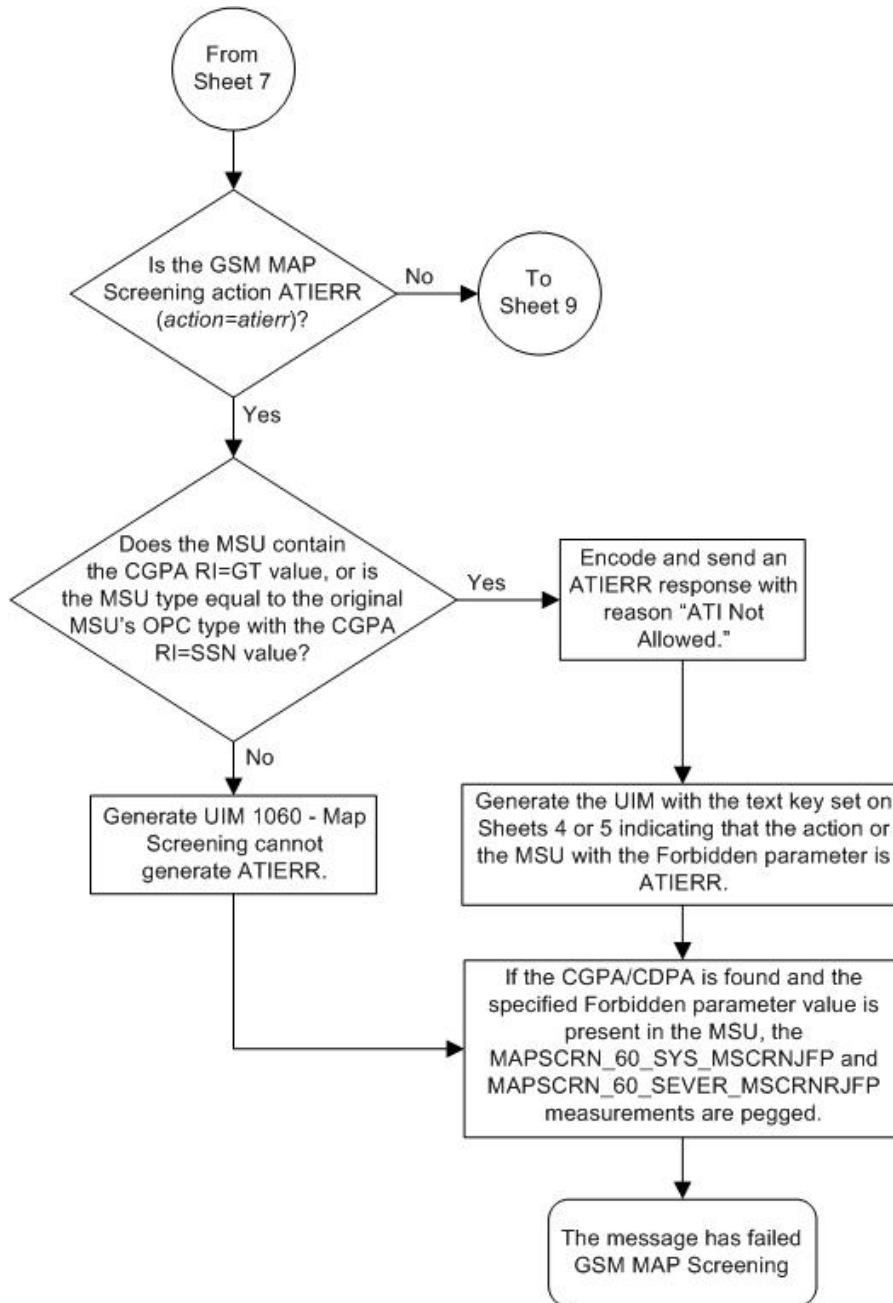 From
Sheet 7
Is the GSM MAP
Screening action ATIERR
(action=atierr)?
No
To
Sheet 9
Yes
Does the MSU contain
the CGPA RI=GT value, or is
the MSU type equal to the original
MSU's OPC type with the CGPA
RI=SSN value?
Yes
Encode and send an
ATIERR response with
reason “ATI Not
Allowed.”
No
Generate UIM 1060 - Map
Screening cannot
generate ATIERR.
Generate the UIM with the text key set on
Sheets 4 or 5 indicating that the action or
the MSU with the Forbidden parameter is
ATIERR.
If the CGPA/CDPA is found and the
specified Forbidden parameter value is
present in the MSU, the
MAPSCRN_60_SYS_MSCRNJFP and
MAPSCRN_60_SEVER_MSCRNRJFP
measurements are pegged.
The message has failed
GSM MAP Screening